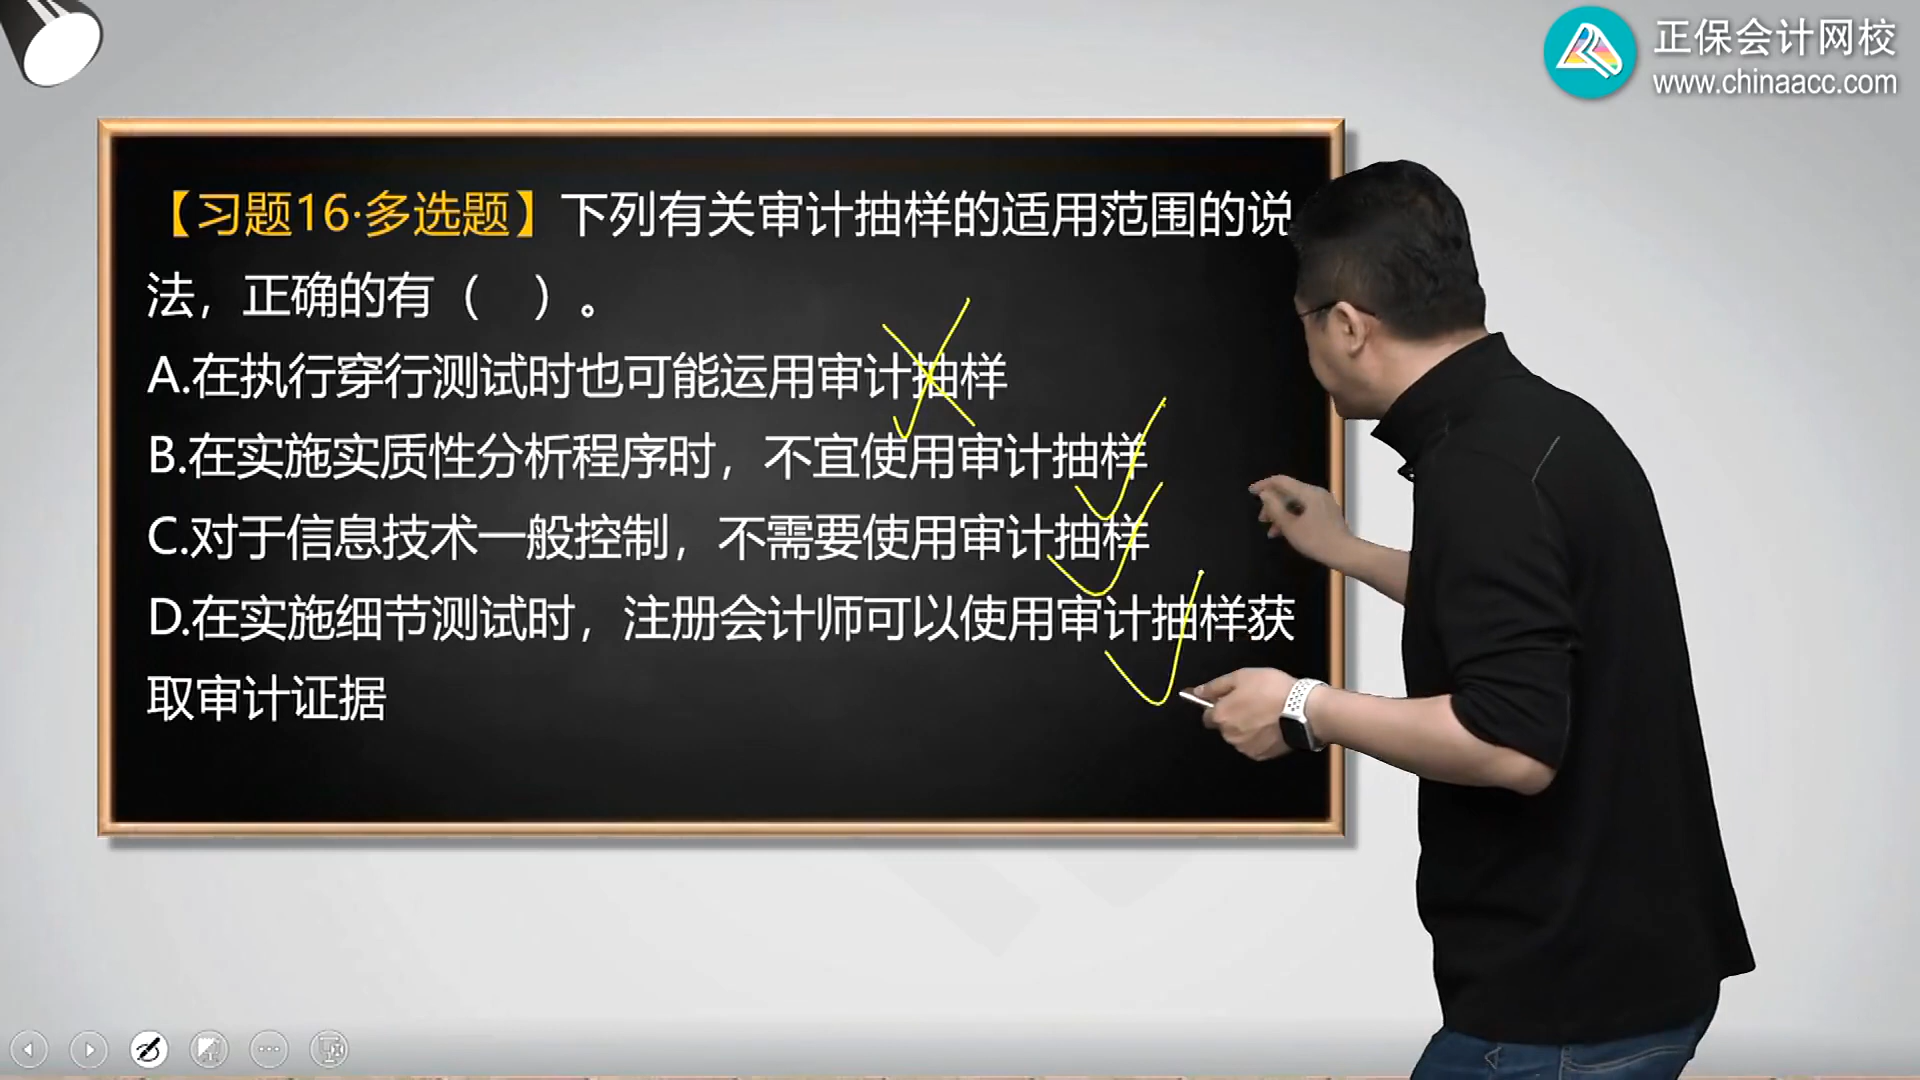 正保会计网校
www.chinaacc.com
【习题16·多选题】下列有关审计抽样的适用范围的说
法，正确的有（ ）。
A.在执行穿行测试时也可能运用审计抽样
B.在实施实质性分析程序时，不宜使用审计抽样
C.对于信息技术一般控制，不需要使用审计抽样
D.在实施细节测试时，注册会计师可以使用审计抽样获
取审计证据